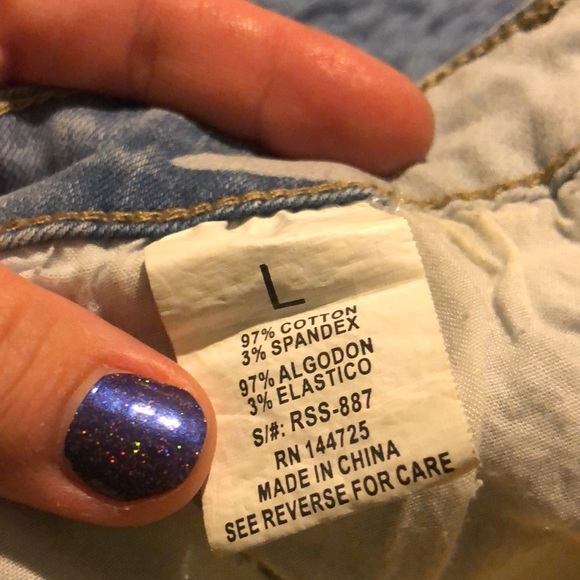 L
97% COTTON
3% SPANDEX
97% ALGODON
3% ELASTICO
S/#: RSS-887
RN 144725
MADE IN CHINA
SEE REVERSE FOR CARE